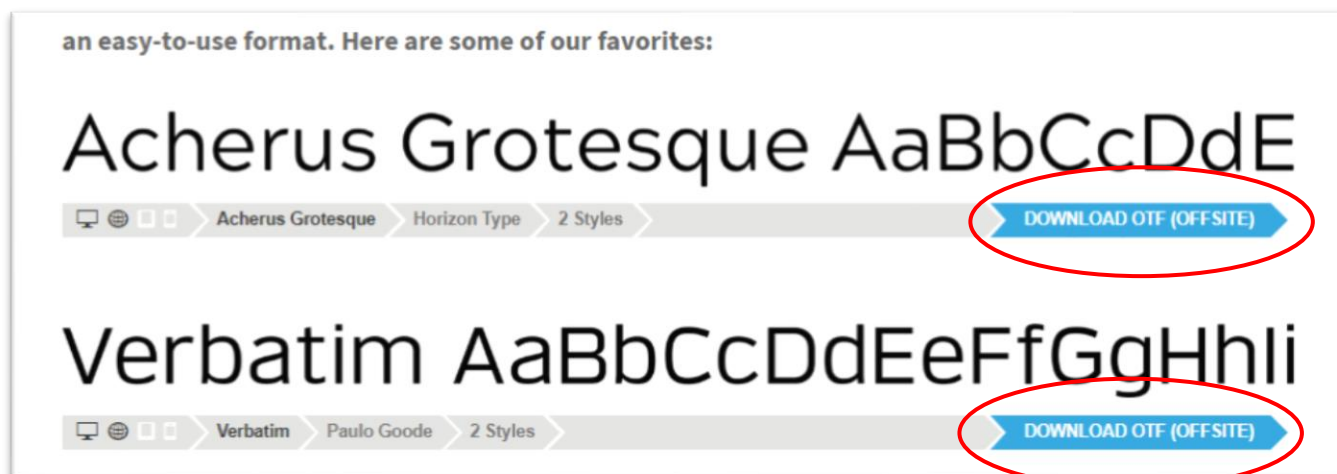 an easy-to-use format. Here are some of our favorites:
Acherus Grotesque AaBbCcDdE
Acherus Grotesque Horizon Type 2 Styles DOWNLOAD OTF (OFFSITE)
Verbatim AaBbCcDdEeFfGgHhIi
Verbatim Paulo Goode 2 Styles DOWNLOAD OTF (OFFSITE)